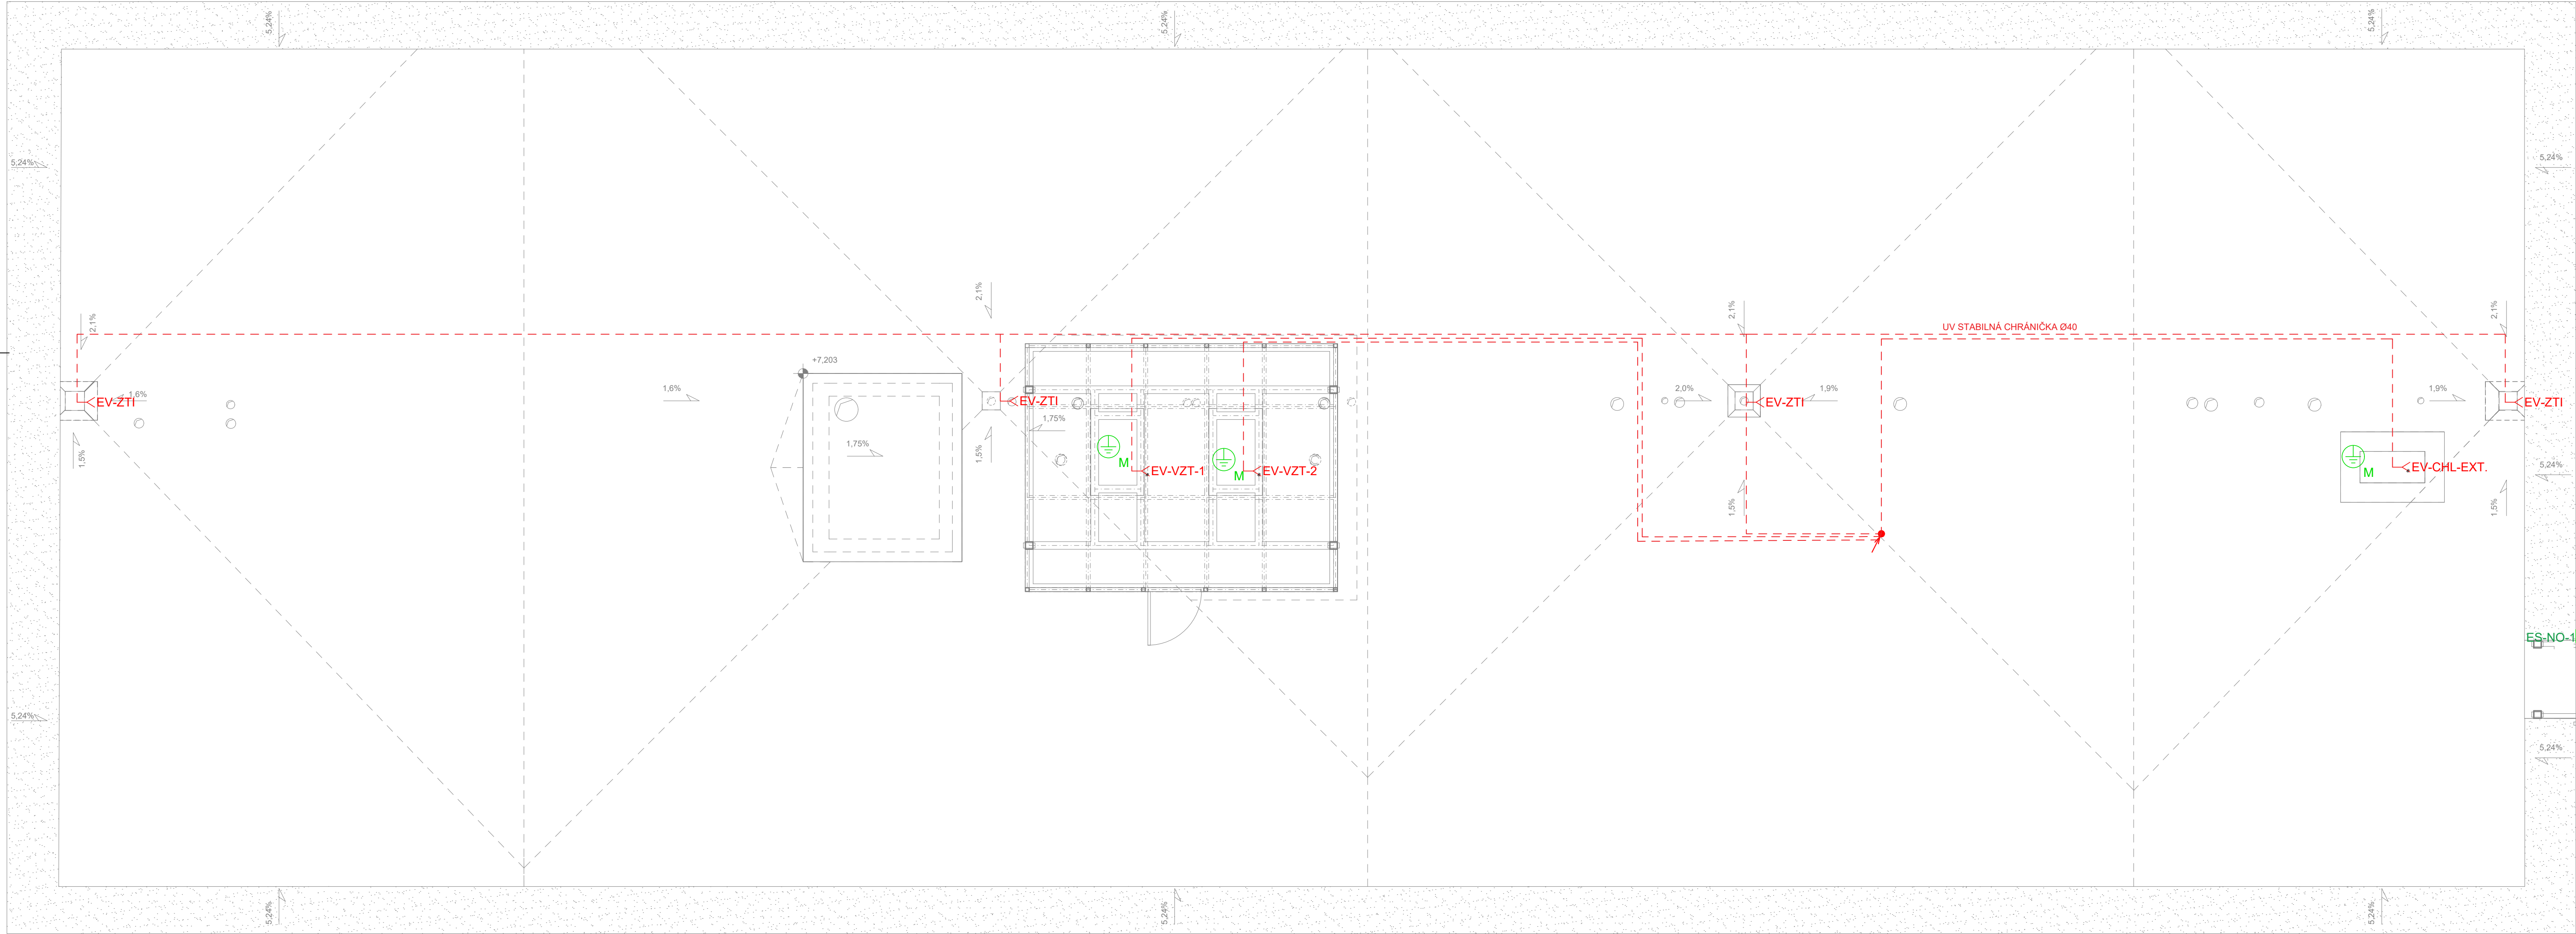 5,24%
5,24%
5,24%
5,24%
5,24%
2,1%
2,1%
2,1%
2,1%
UV STABILNÁ CHRÁNIČKA Ø40
+7,203
1,6%
1,6%
2,0%
1,9%
1,9%
EV-ZTI
EV-ZTI
EV-ZTI
EV-ZTI
1,75%
1,75%
1,5%
1,5%
1,5%
1,5%
M
M
M
EV-VZT-1
EV-VZT-2
EV-CHL-EXT.
5,24%
ES-NO-1
5,24%
5,24%
5,24%
5,24%
5,24%